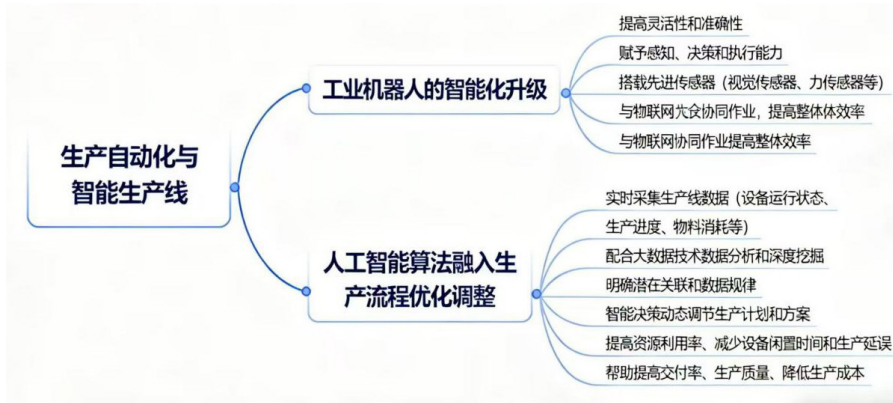 生产自动化与
智能生产线
工业机器人的智能化升级
提高灵活性和准确性
赋予感知、决策和执行能力
搭载先进传感器（视觉传感器、力传感器等）
与物联网协同作业，提高整体体效率
与物联网协同作业提高整体效率
人工智能算法融入生
产流程优化调整
实时采集生产线数据（设备运行状态、
生产进度、物料消耗等）
配合大数据技术数据分析和深度挖掘
明确潜在关联和数据规律
智能决策动态调节生产计划和方案
提高资源利用率、减少设备闲置时间和生产延误
帮助提高交付率、生产质量、降低生产成本